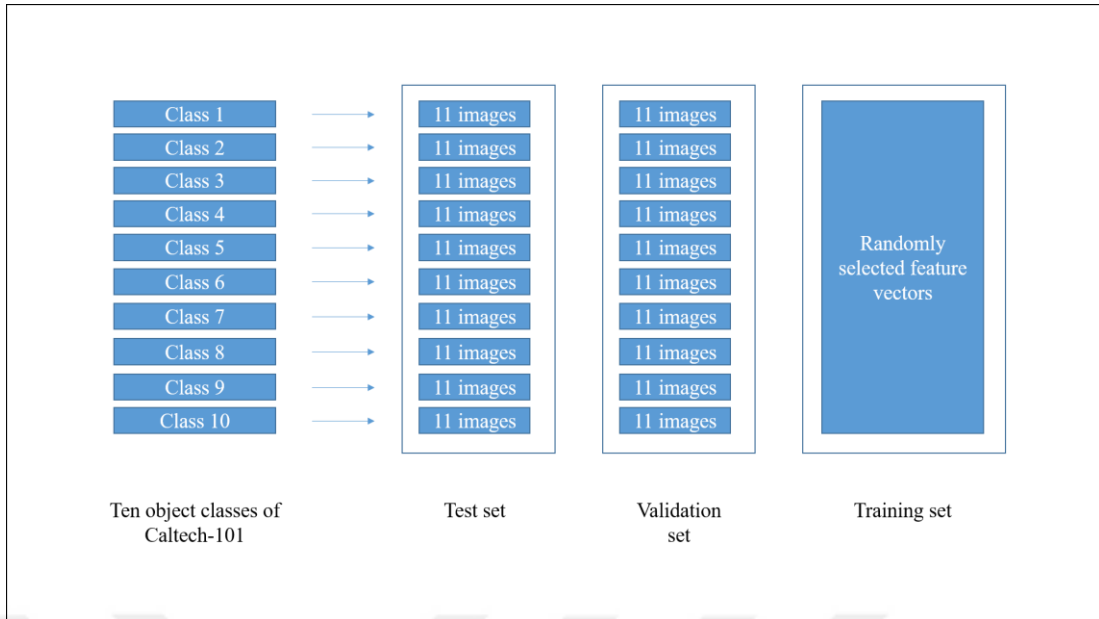 Class 1
11 images
11 images
Class 2
11 images
11 images
Class 3
11 images
11 images
Class 4
11 images
11 images
Class 5
11 images
11 images
Class 6
11 images
11 images
Class 7
11 images
11 images
Class 8
11 images
11 images
Class 9
11 images
11 images
Class 10
11 images
11 images
Randomly
selected feature
vectors
Ten object classes of
Caltech-101
Test set
Validation
set
Training set